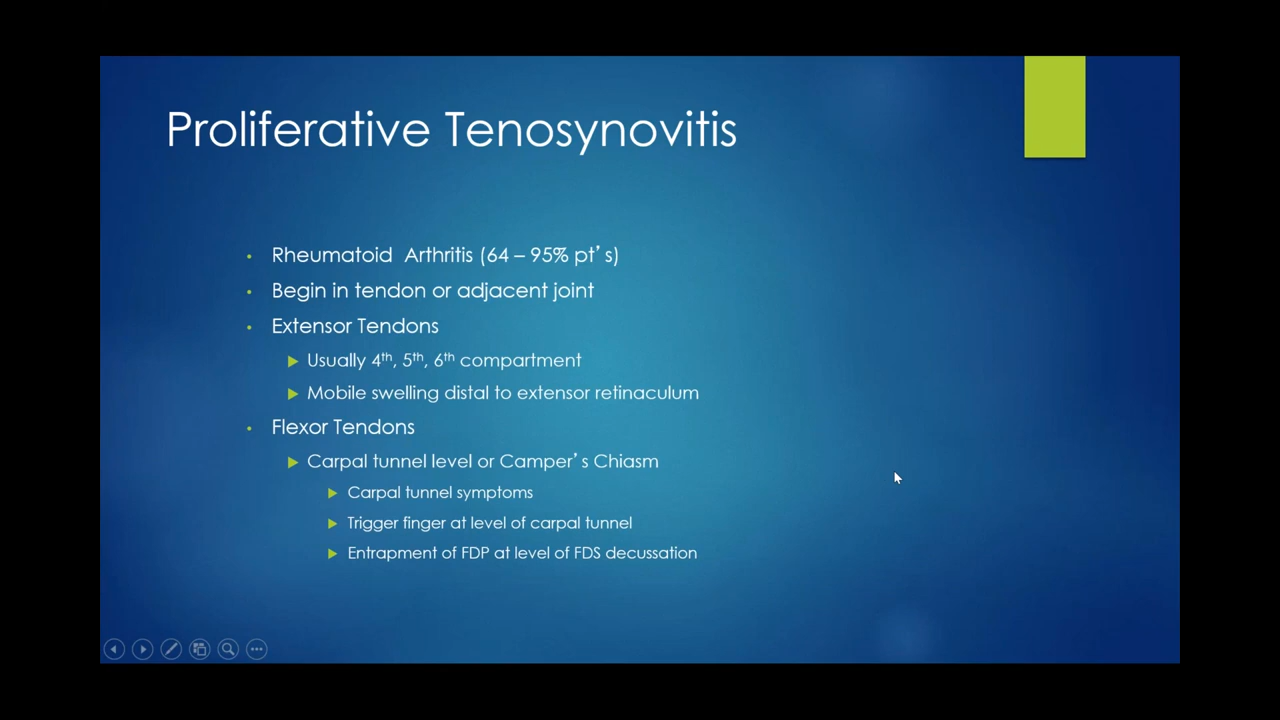 Proliferative Tenosynovitis
Rheumatoid Arthritis (64 – 95% pt’s)
Begin in tendon or adjacent joint
Extensor Tendons
Usually 4th, 5th, 6th compartment
Mobile swelling distal to extensor retinaculum
Flexor Tendons
Carpal tunnel level or Camper’s Chiasm
Carpal tunnel symptoms
Trigger finger at level of carpal tunnel
Entrapment of FDP at level of FDS decussation